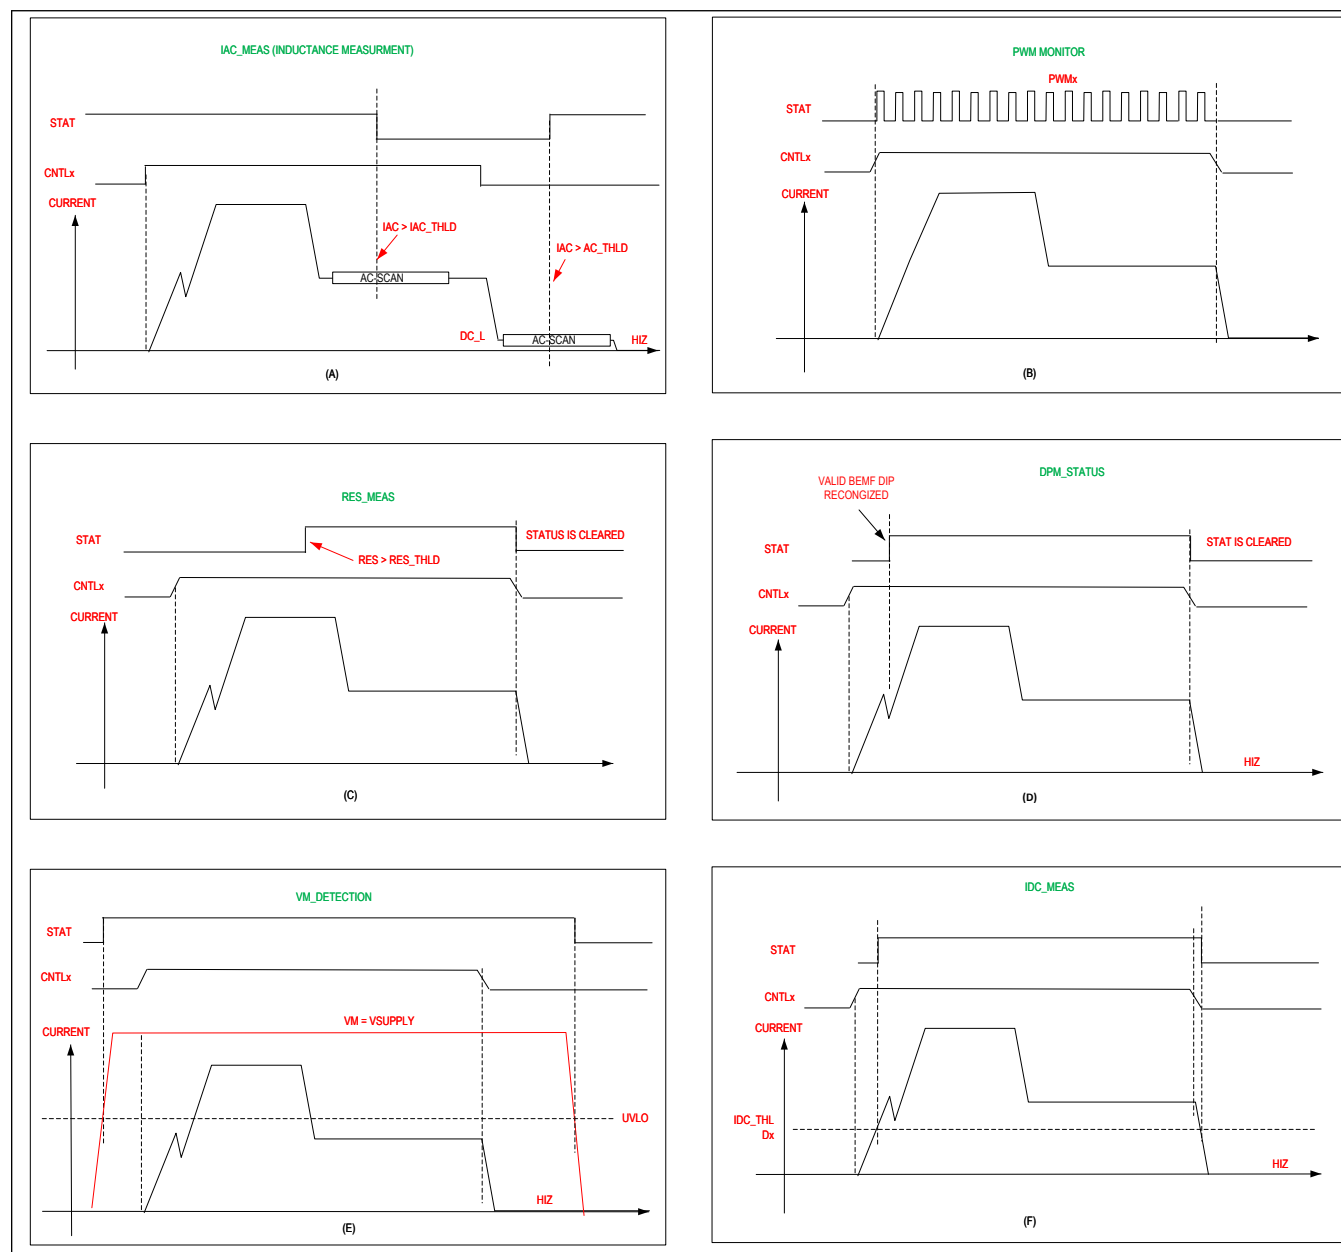 IAC_MEAS (INDUCTANCE MEASURMENT)
STAT
CNTLx
CURRENT
IAC > IAC_THLD
IAC > AC_THLD
AC-SCAN
DC_L
AC-SCAN
HIZ
(A)
PWM MONITOR
PWMx
STAT
CNTLx
CURRENT
(B)
RES_MEAS
STAT
STATUS IS CLEARED
RES > RES_THLD
CNTLx
CURRENT
(C)
DPM_STATUS
VALID BEMF DIP
RECONGIZED
STAT
STAT IS CLEARED
CNTLx
CURRENT
HIZ
(D)
VM_DETECTION
STAT
CNTLx
VM = VSUPPLY
CURRENT
UVLO
HIZ
(E)
IDC_MEAS
STAT
CNTLx
CURRENT
IDC_THL
Dx
HIZ
(F)